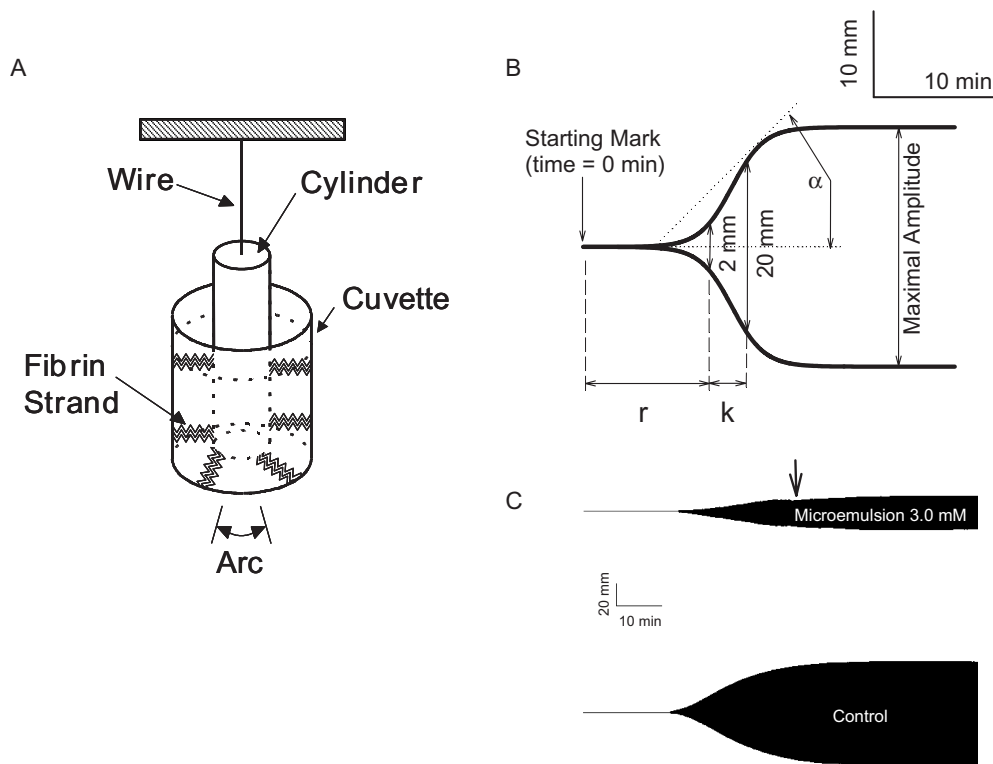 A
Wire
Cylinder
Cuvette
Fibrin
Strand
Arc
B
10 mm
10 min
Starting Mark
(time = 0 min)
α
2 mm
20 mm
Maximal Amplitude
r
k
C
Microemulsion 3.0 mM
20 mm
10 min
Control